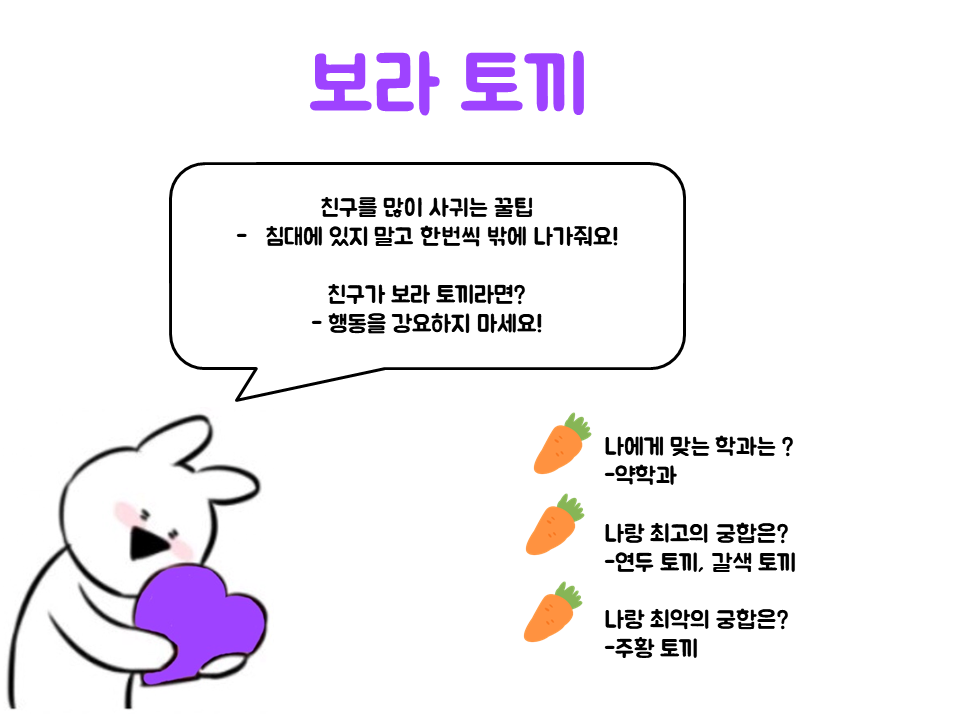 보라 토끼
친구를 많이 사귀는 꿀팁
- 침대에 있지 말고 한번씩 밖에 나가줘요!
친구가 보라 토끼라면?
- 행동을 강요하지 마세요!
나에게 맞는 학과는 ?
-약학과
나랑 최고의 궁합은?
-연두 토끼, 갈색 토끼
나랑 최악의 궁합은?
-주황 토끼